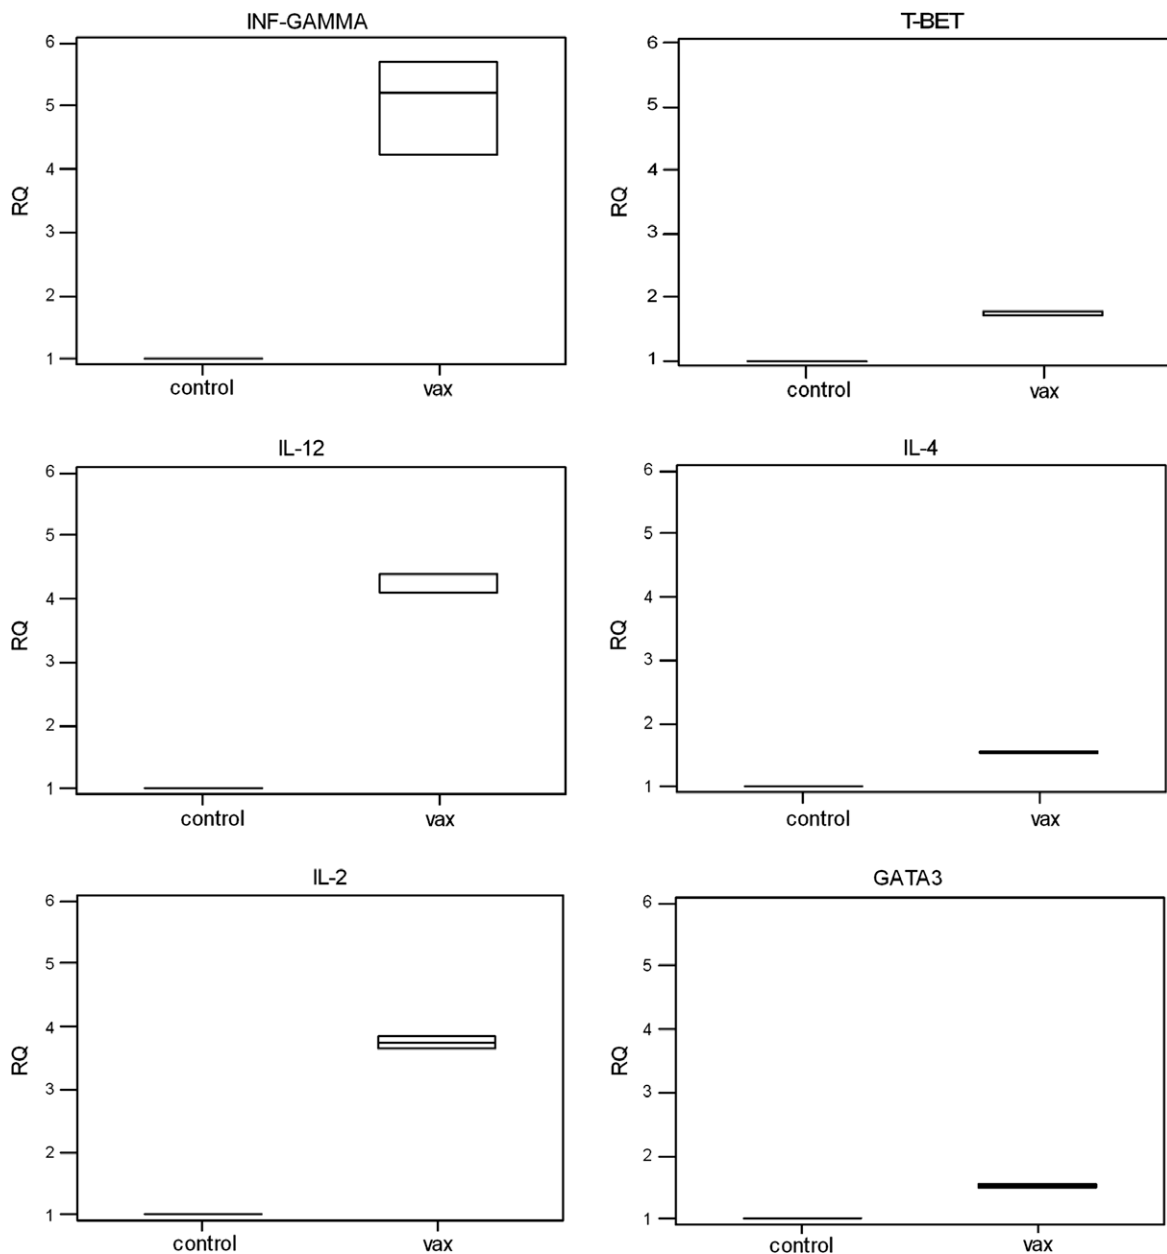 INF-GAMMA
6
5
4
3
2
1
RQ
control vax
T-BET
6
5
4
3
2
1
RQ
control vax
IL-12
6
5
4
3
2
1
RQ
control vax
IL-4
6
5
4
3
2
1
RQ
control vax
IL-2
6
5
4
3
2
1
RQ
control vax
GATA3
6
5
4
3
2
1
RQ
control vax